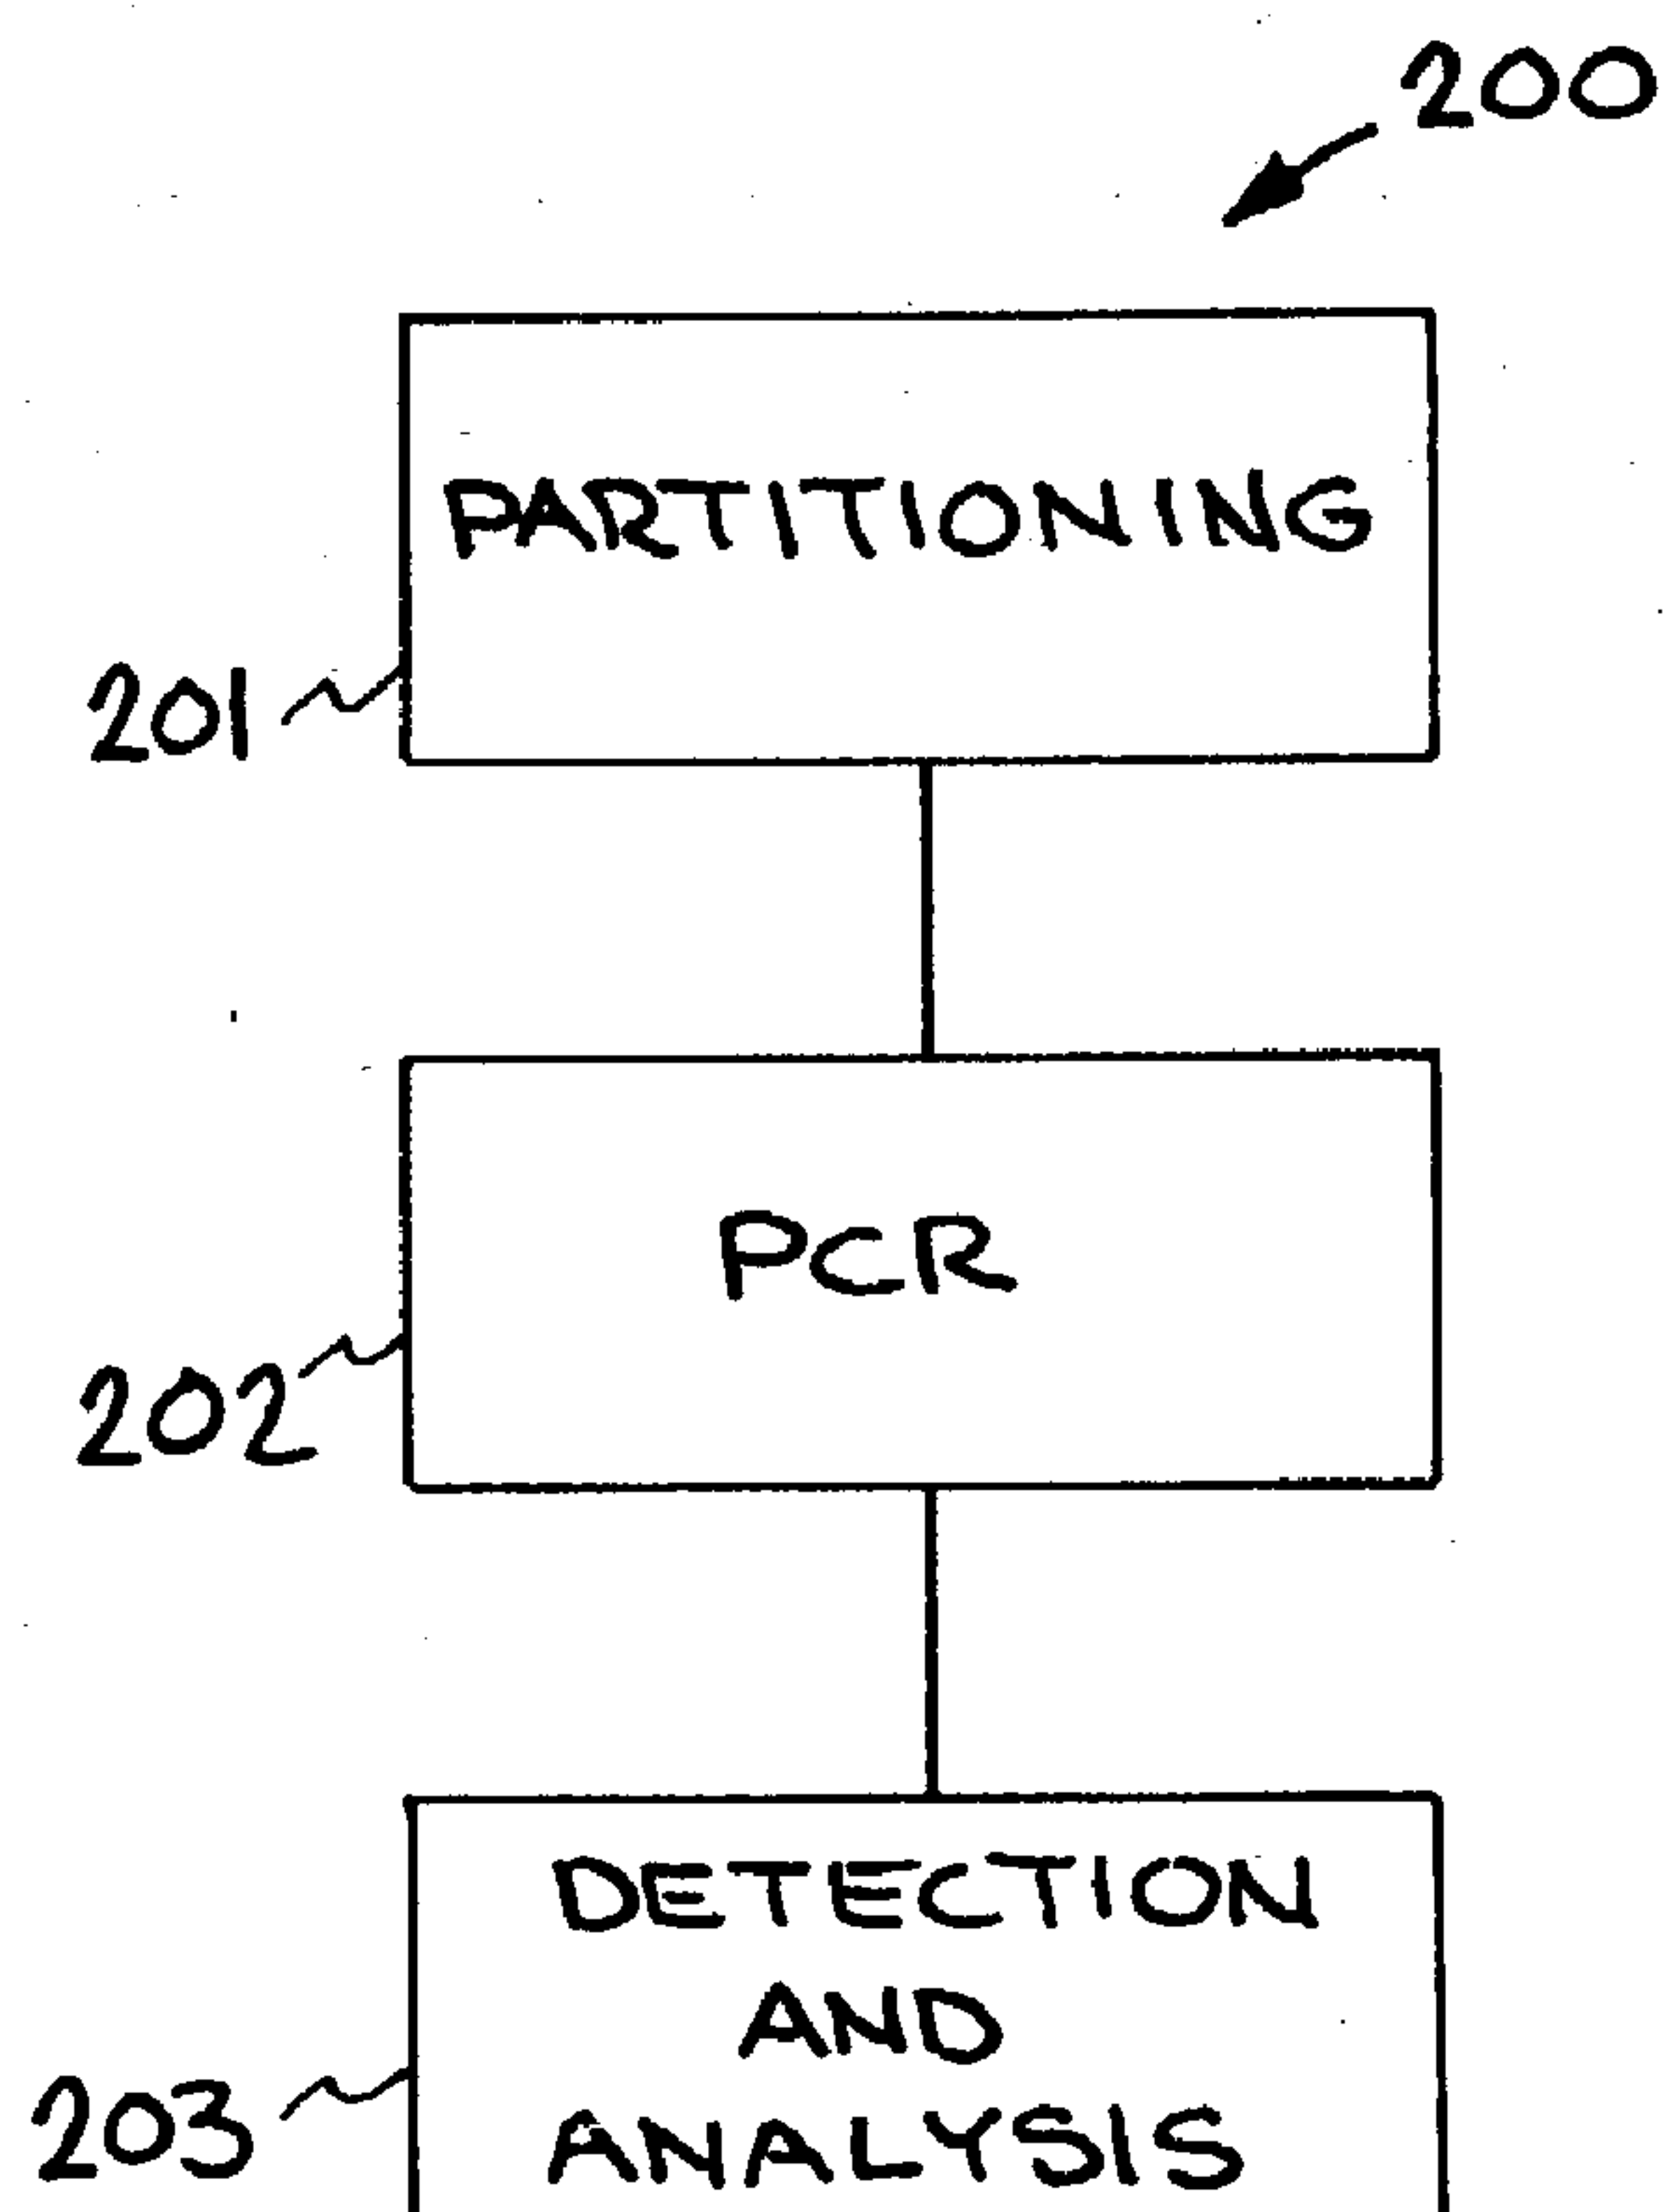 200
PARTITIONING
201
PCR
202
DETECTION
AND
203
ANALYSIS